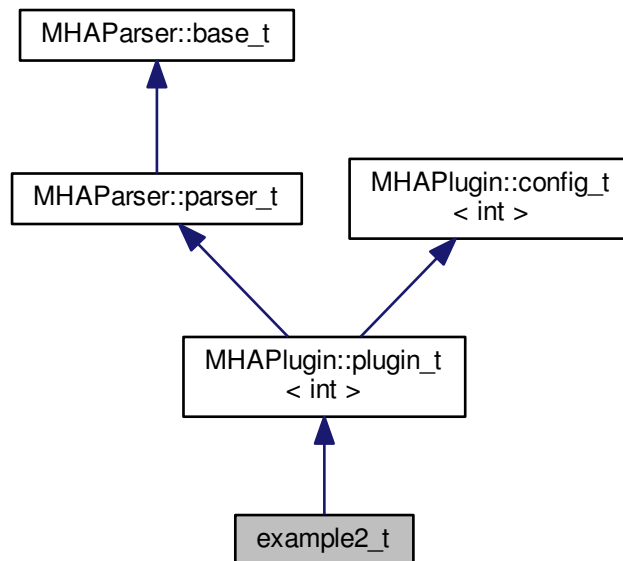 MHAParser::base_t
MHAParser::parser_t
MHAPlugin::config_t
< int >
MHAPlugin::plugin_t
< int >
example2_t